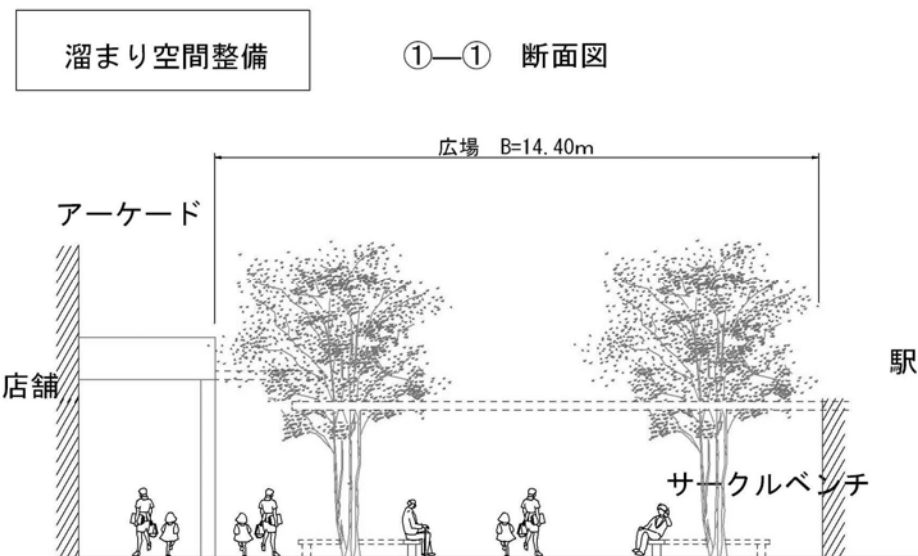 溜まり空間整備
①―① 断面図
広場 B=14.40m
アーケード
店舗
駅
サークルベンチ